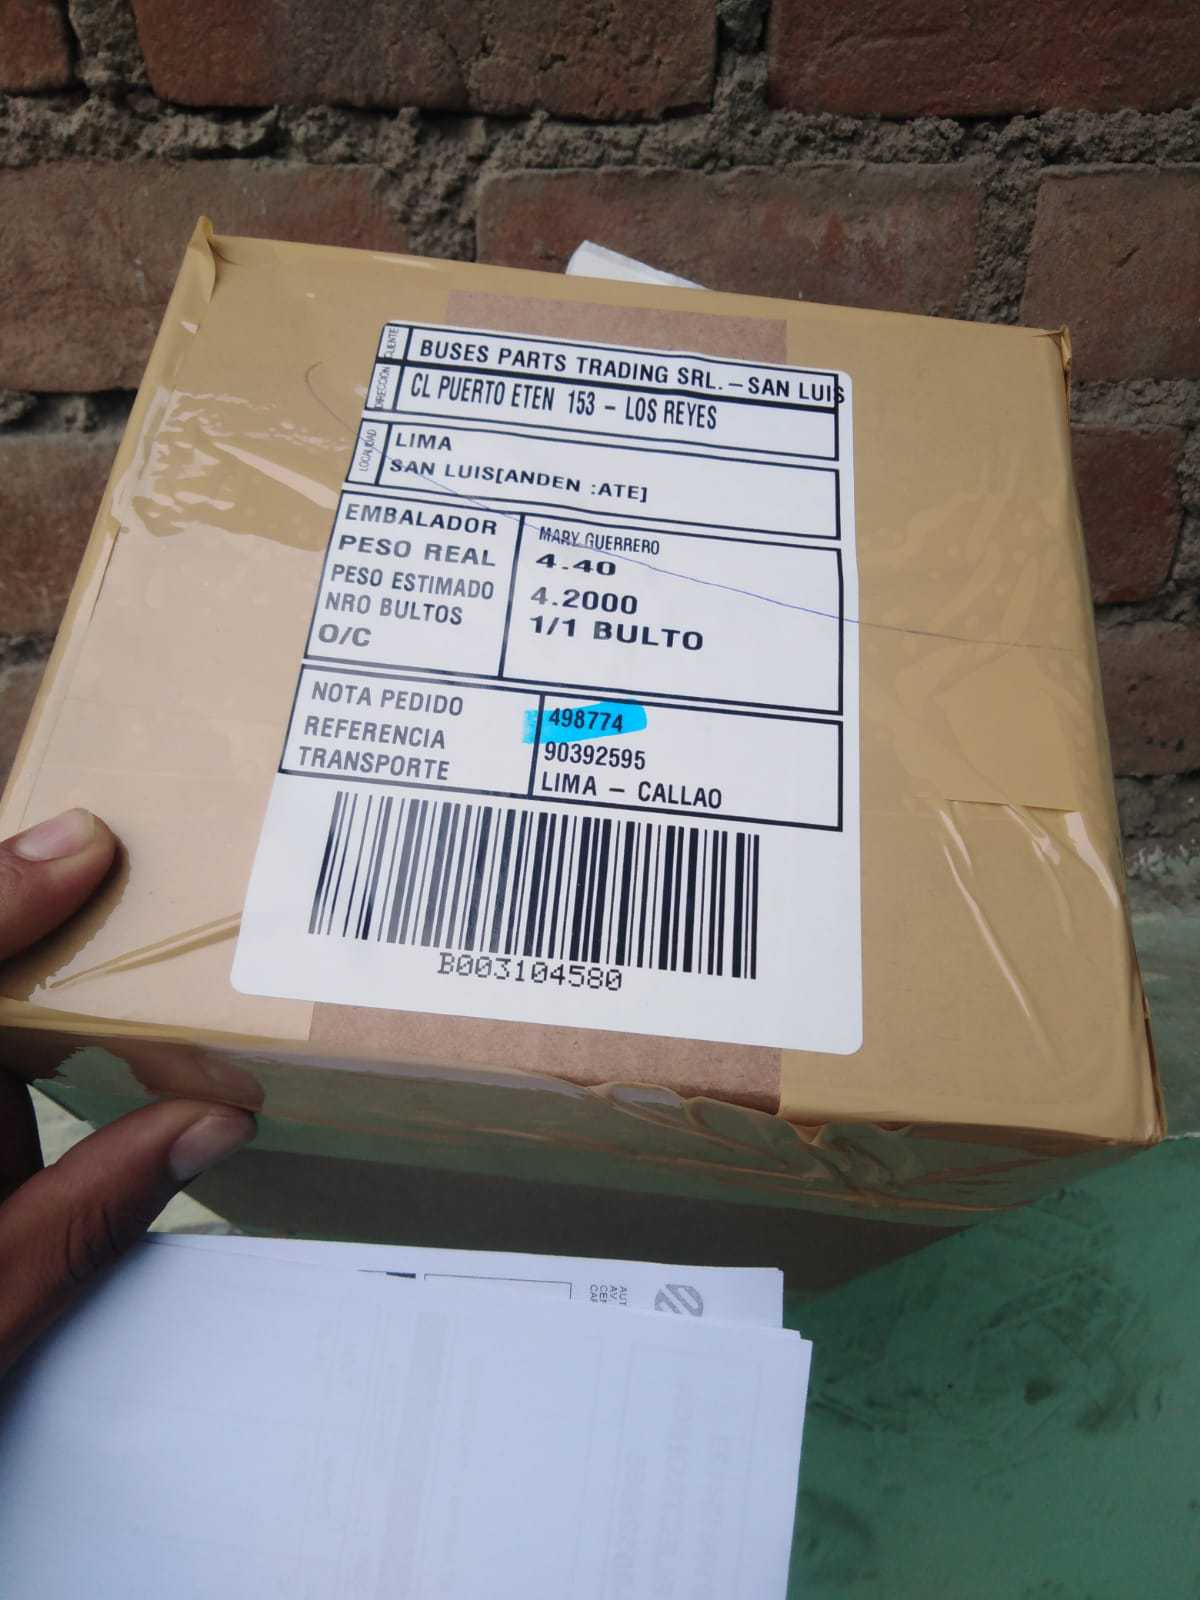 CLIENTE
BUSES PARTS TRADING SRL. – SAN LUIS
DIRECCIÓN
CL PUERTO ETEN 153 – LOS REYES
LOCALIDAD
LIMA
SAN LUIS[ANDEN :ATE]
EMBALADOR MARY GUERRERO
PESO REAL 4.40
PESO ESTIMADO 4.2000
NRO BULTOS 1/1 BULTO
O/C
NOTA PEDIDO 498774
REFERENCIA 90392595
TRANSPORTE LIMA – CALLAO
B003104580